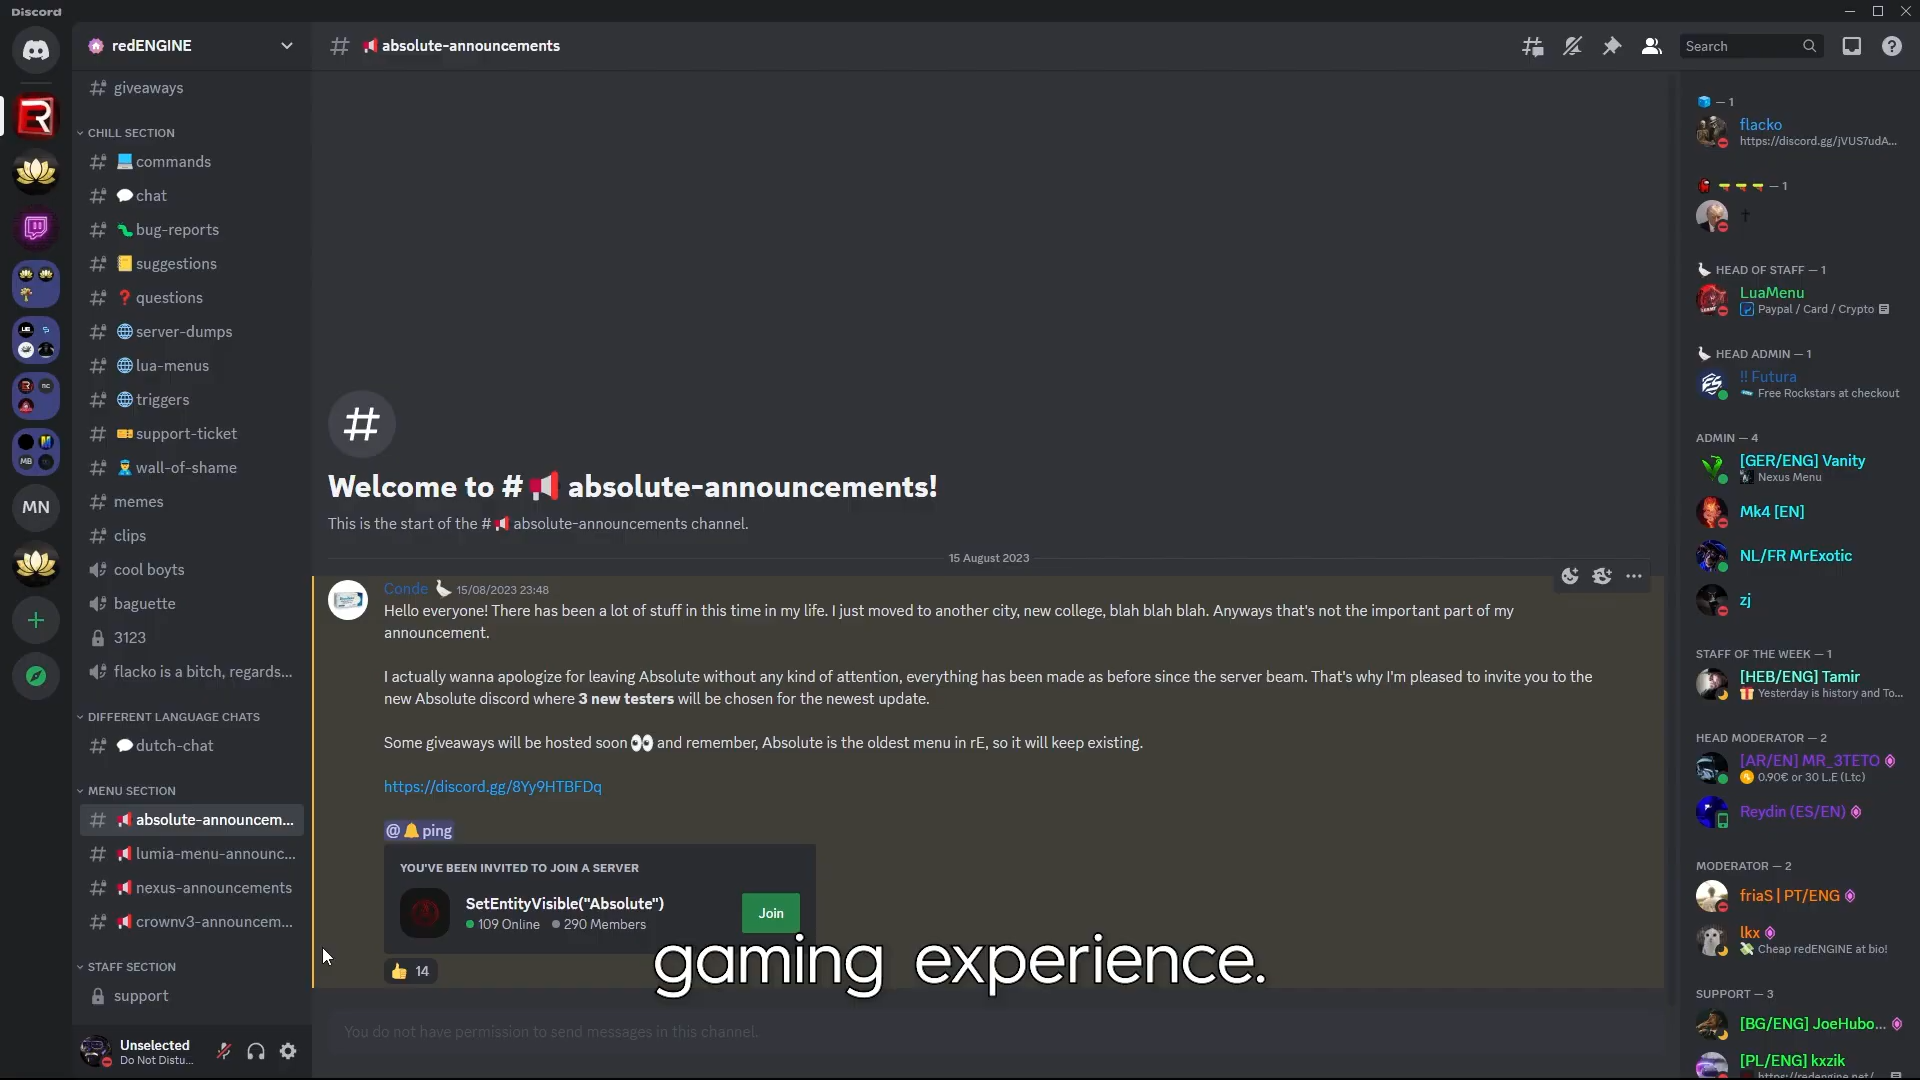 Discord
redENGINE
giveaways
CHILL SECTION
commands
chat
bug-reports
suggestions
questions
server-dumps
lua-menus
triggers
support-ticket
wall-of-shame
memes
clips
cool boyts
baguette
3123
flacko is a bitch, regards...
DIFFERENT LANGUAGE CHATS
dutch-chat
MENU SECTION
absolute-announcem...
lumia-menu-announc...
nexus-announcements
crownv3-announcem...
STAFF SECTION
support
MN
MB
Unselected
Do Not Distu...
# absolute-announcements
Search
Welcome to # absolute-announcements!
This is the start of the # absolute-announcements channel.
15 August 2023
Conde 15/08/2023 23:48
Hello everyone! There has been a lot of stuff in this time in my life. I just moved to another city, new college, blah blah blah. Anyways that's not the important part of my
announcement.
I actually wanna apologize for leaving Absolute without any kind of attention, everything has been made as before since the server beam. That's why I'm pleased to invite you to the
new Absolute discord where 3 new testers will be chosen for the newest update.
Some giveaways will be hosted soon 👀 and remember, Absolute is the oldest menu in rE, so it will keep existing.
https://discord.gg/8Yy9HTBFDq
@🔔ping
YOU'VE BEEN INVITED TO JOIN A SERVER
SetEntityVisible("Absolute")
109 Online 290 Members
Join
👍 14
gaming experience.
You do not have permission to send messages in this channel.
— 1
flacko
https://discord.gg/jVUS7udA...
— 1
†
HEAD OF STAFF — 1
LuaMenu
Paypal / Card / Crypto
HEAD ADMIN — 1
!! Futura
Free Rockstars at checkout
ADMIN — 4
[GER/ENG] Vanity
Nexus Menu
Mk4 [EN]
NL/FR MrExotic
zj
STAFF OF THE WEEK — 1
[HEB/ENG] Tamir
Yesterday is history and To...
HEAD MODERATOR — 2
[AR/EN] MR_3TETO
0.90€ or 30 L.E (Ltc)
Reydin (ES/EN)
MODERATOR — 2
friaS | PT/ENG
lkx
Cheap redENGINE at bio!
SUPPORT — 3
[BG/ENG] JoeHubo...
[PL/ENG] kxzik
https://redengine.net/